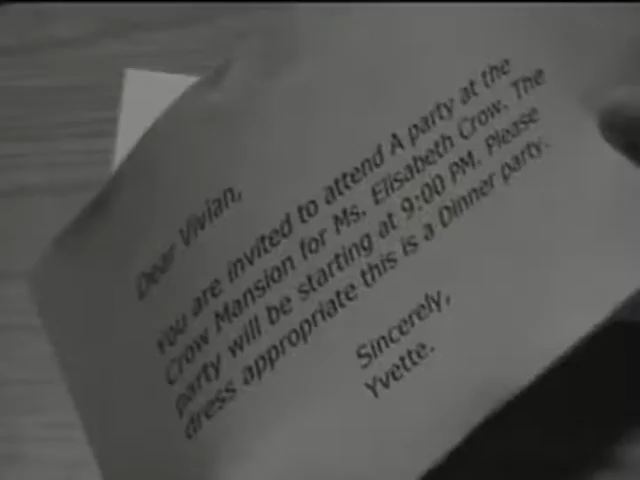 Dear Vivian,
You are invited to attend A party at the
Crow Mansion for Ms. Elisabeth Crow. The
party will be starting at 9:00 PM. Please
dress appropriate this is a Dinner party.
Sincerely,
Yvette.